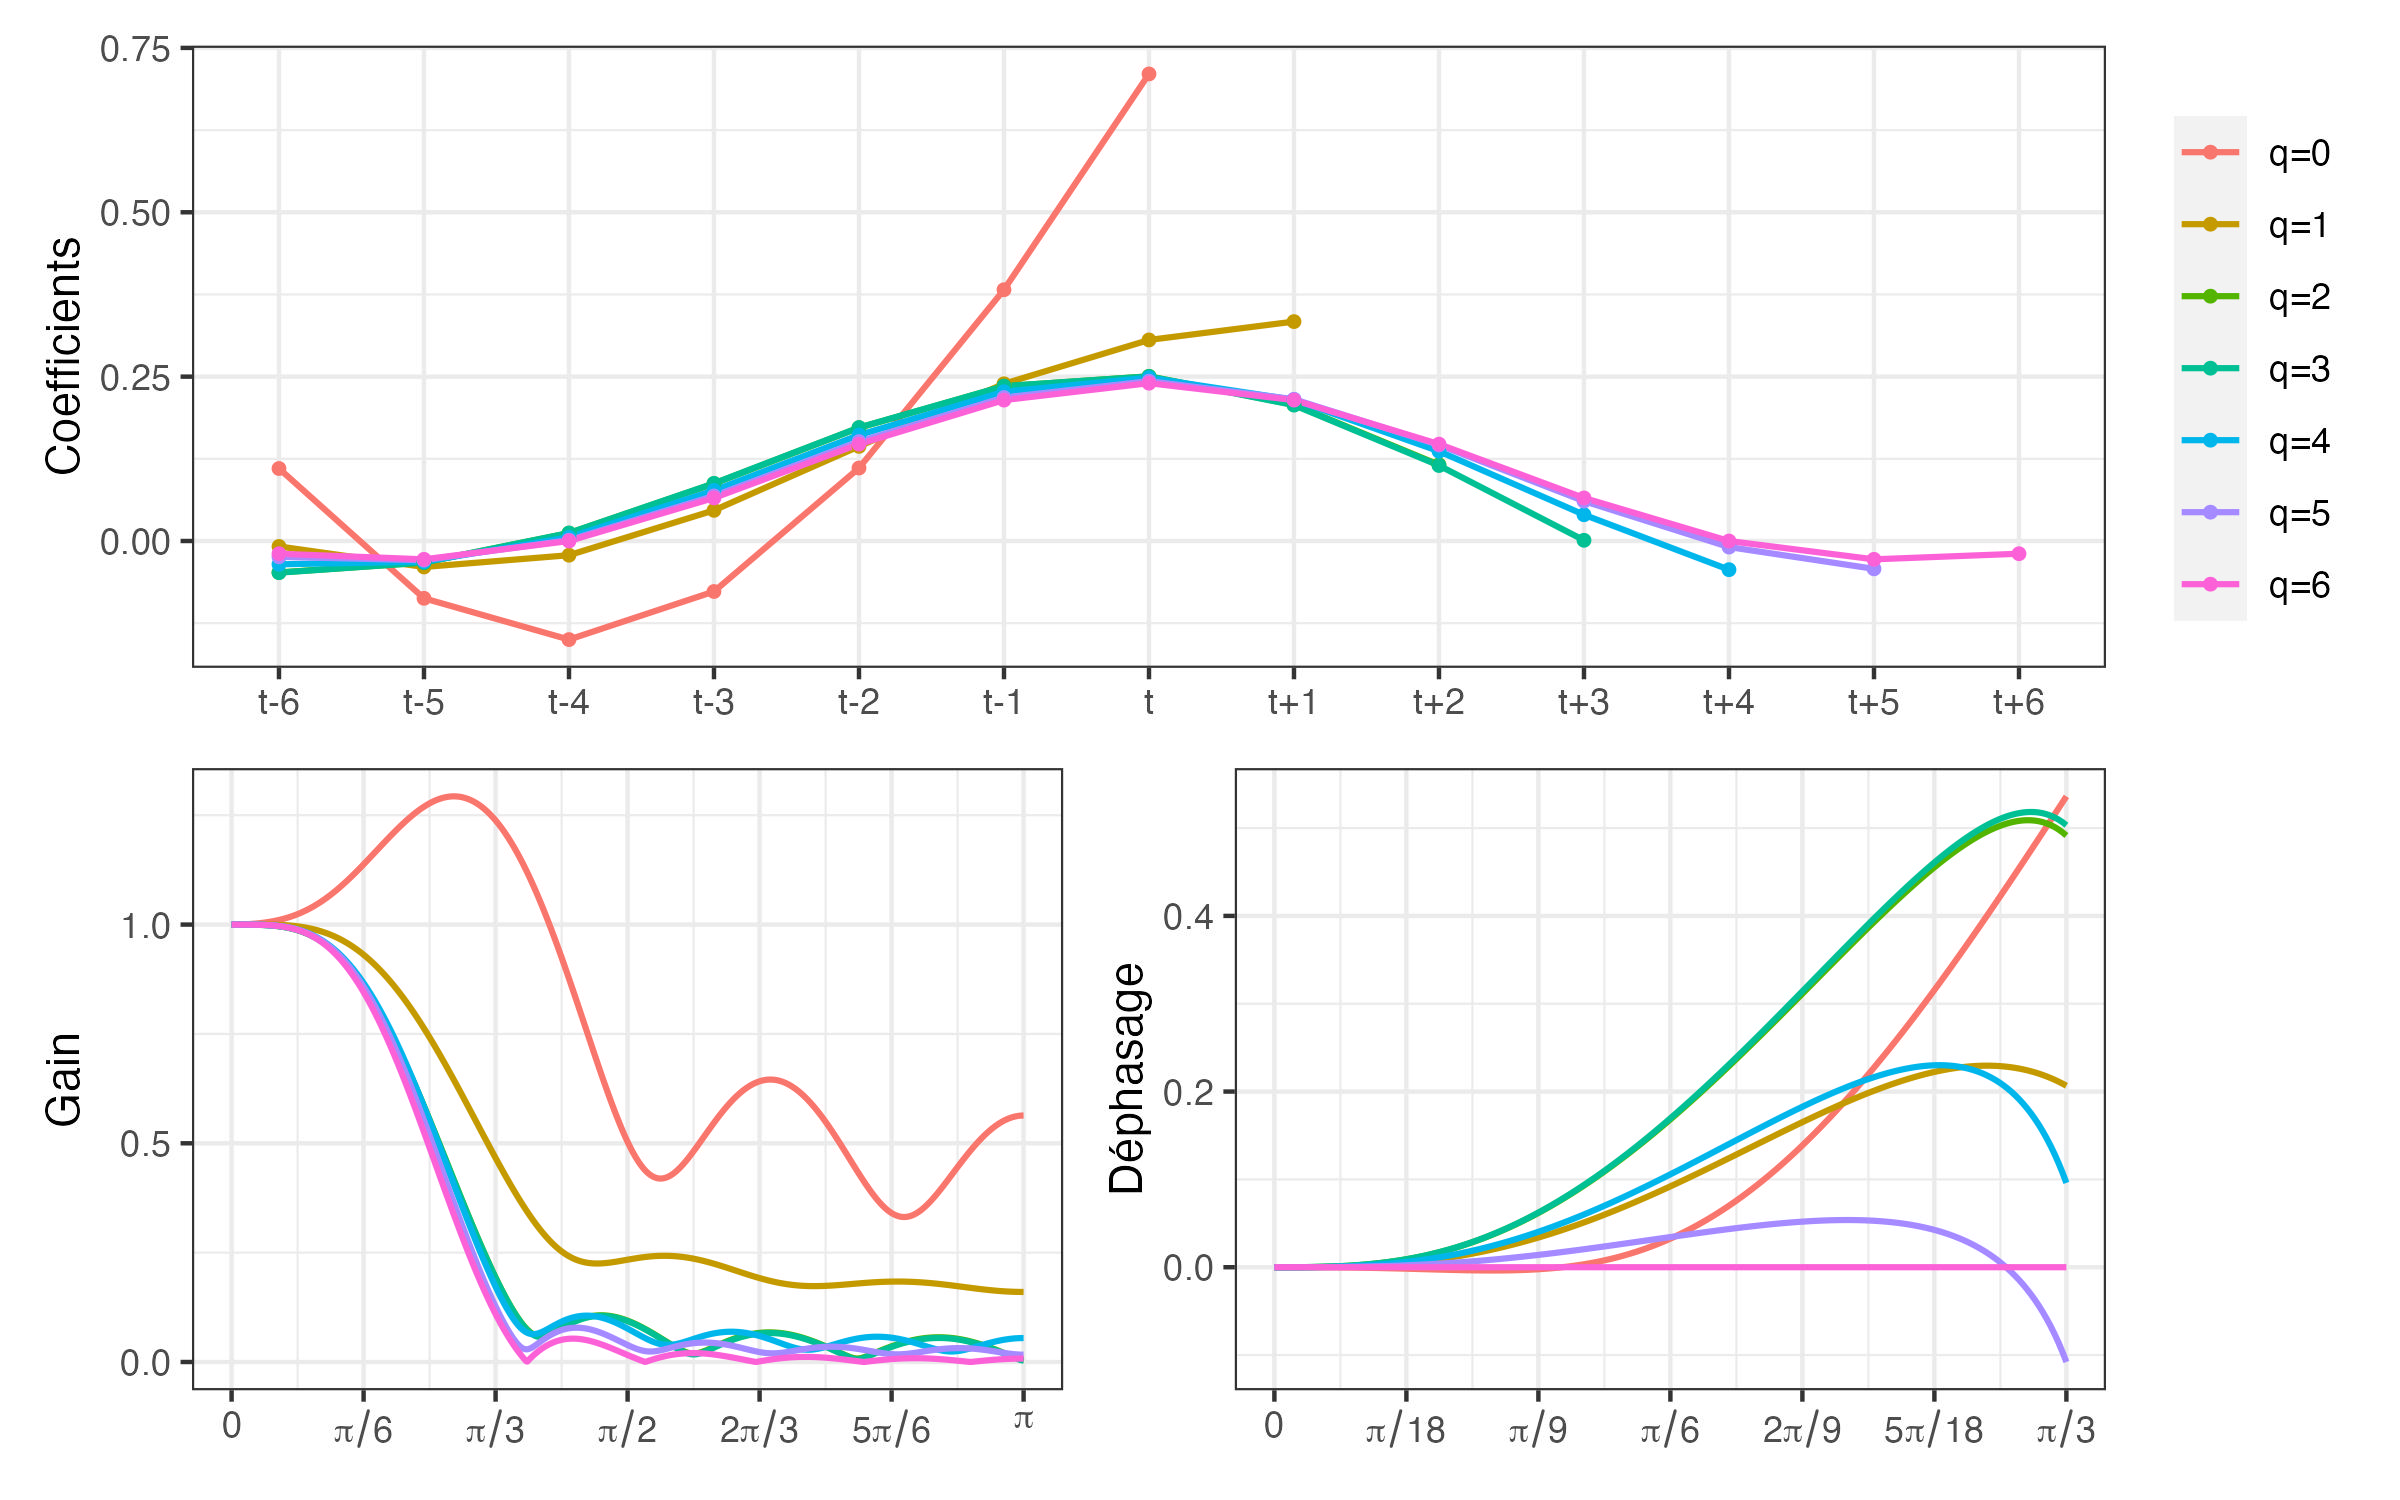 Coefficients
0.75
0.50
0.25
0.00
t-6 t-5 t-4 t-3 t-2 t-1 t t+1 t+2 t+3 t+4 t+5 t+6
q=0
q=1
q=2
q=3
q=4
q=5
q=6
Gain
1.0
0.5
0.0
0 π/6 π/3 π/2 2π/3 5π/6 π
Déphasage
0.4
0.2
0.0
0 π/18 π/9 π/6 2π/9 5π/18 π/3